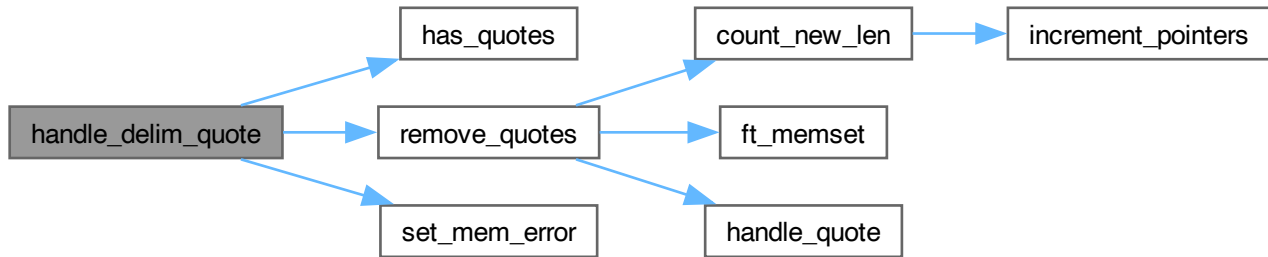 has_quotes
count_new_len
increment_pointers
handle_delim_quote
remove_quotes
ft_memset
set_mem_error
handle_quote